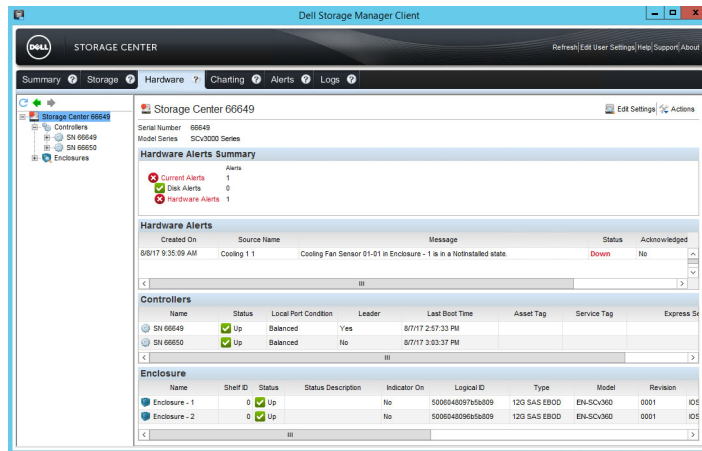 Dell Storage Manager Client
DELL STORAGE CENTER Refresh|Edit User Settings|Help|Support|About
Summary ? Storage ? Hardware ? Charting ? Alerts ? Logs ?
Storage Center 66649
Controllers
SN 66649
SN 66650
Enclosures
Storage Center 66649 Edit Settings Actions
Serial Number 66649
Model Series SCv3000 Series
Hardware Alerts Summary
Alerts
Current Alerts 1
Disk Alerts 0
Hardware Alerts 1
Hardware Alerts
Created On Source Name Message Status Acknowledged
8/8/17 9:35:09 AM Cooling 1 1 Cooling Fan Sensor 01-01 in Enclosure - 1 is in a NotInstalled state. Down No
Controllers
Name Status Local Port Condition Leader Last Boot Time Asset Tag Service Tag Express Se
SN 66649 Up Balanced Yes 8/7/17 2:57:33 PM
SN 66650 Up Balanced No 8/7/17 3:03:37 PM
Enclosure
Name Shelf ID Status Status Description Indicator On Logical ID Type Model Revision
Enclosure - 1 0 Up No 5006048097b5b809 12G SAS EBOD EN-SCv360 0001 IOS
Enclosure - 2 0 Up No 5006048096b5b809 12G SAS EBOD EN-SCv360 0001 IOS